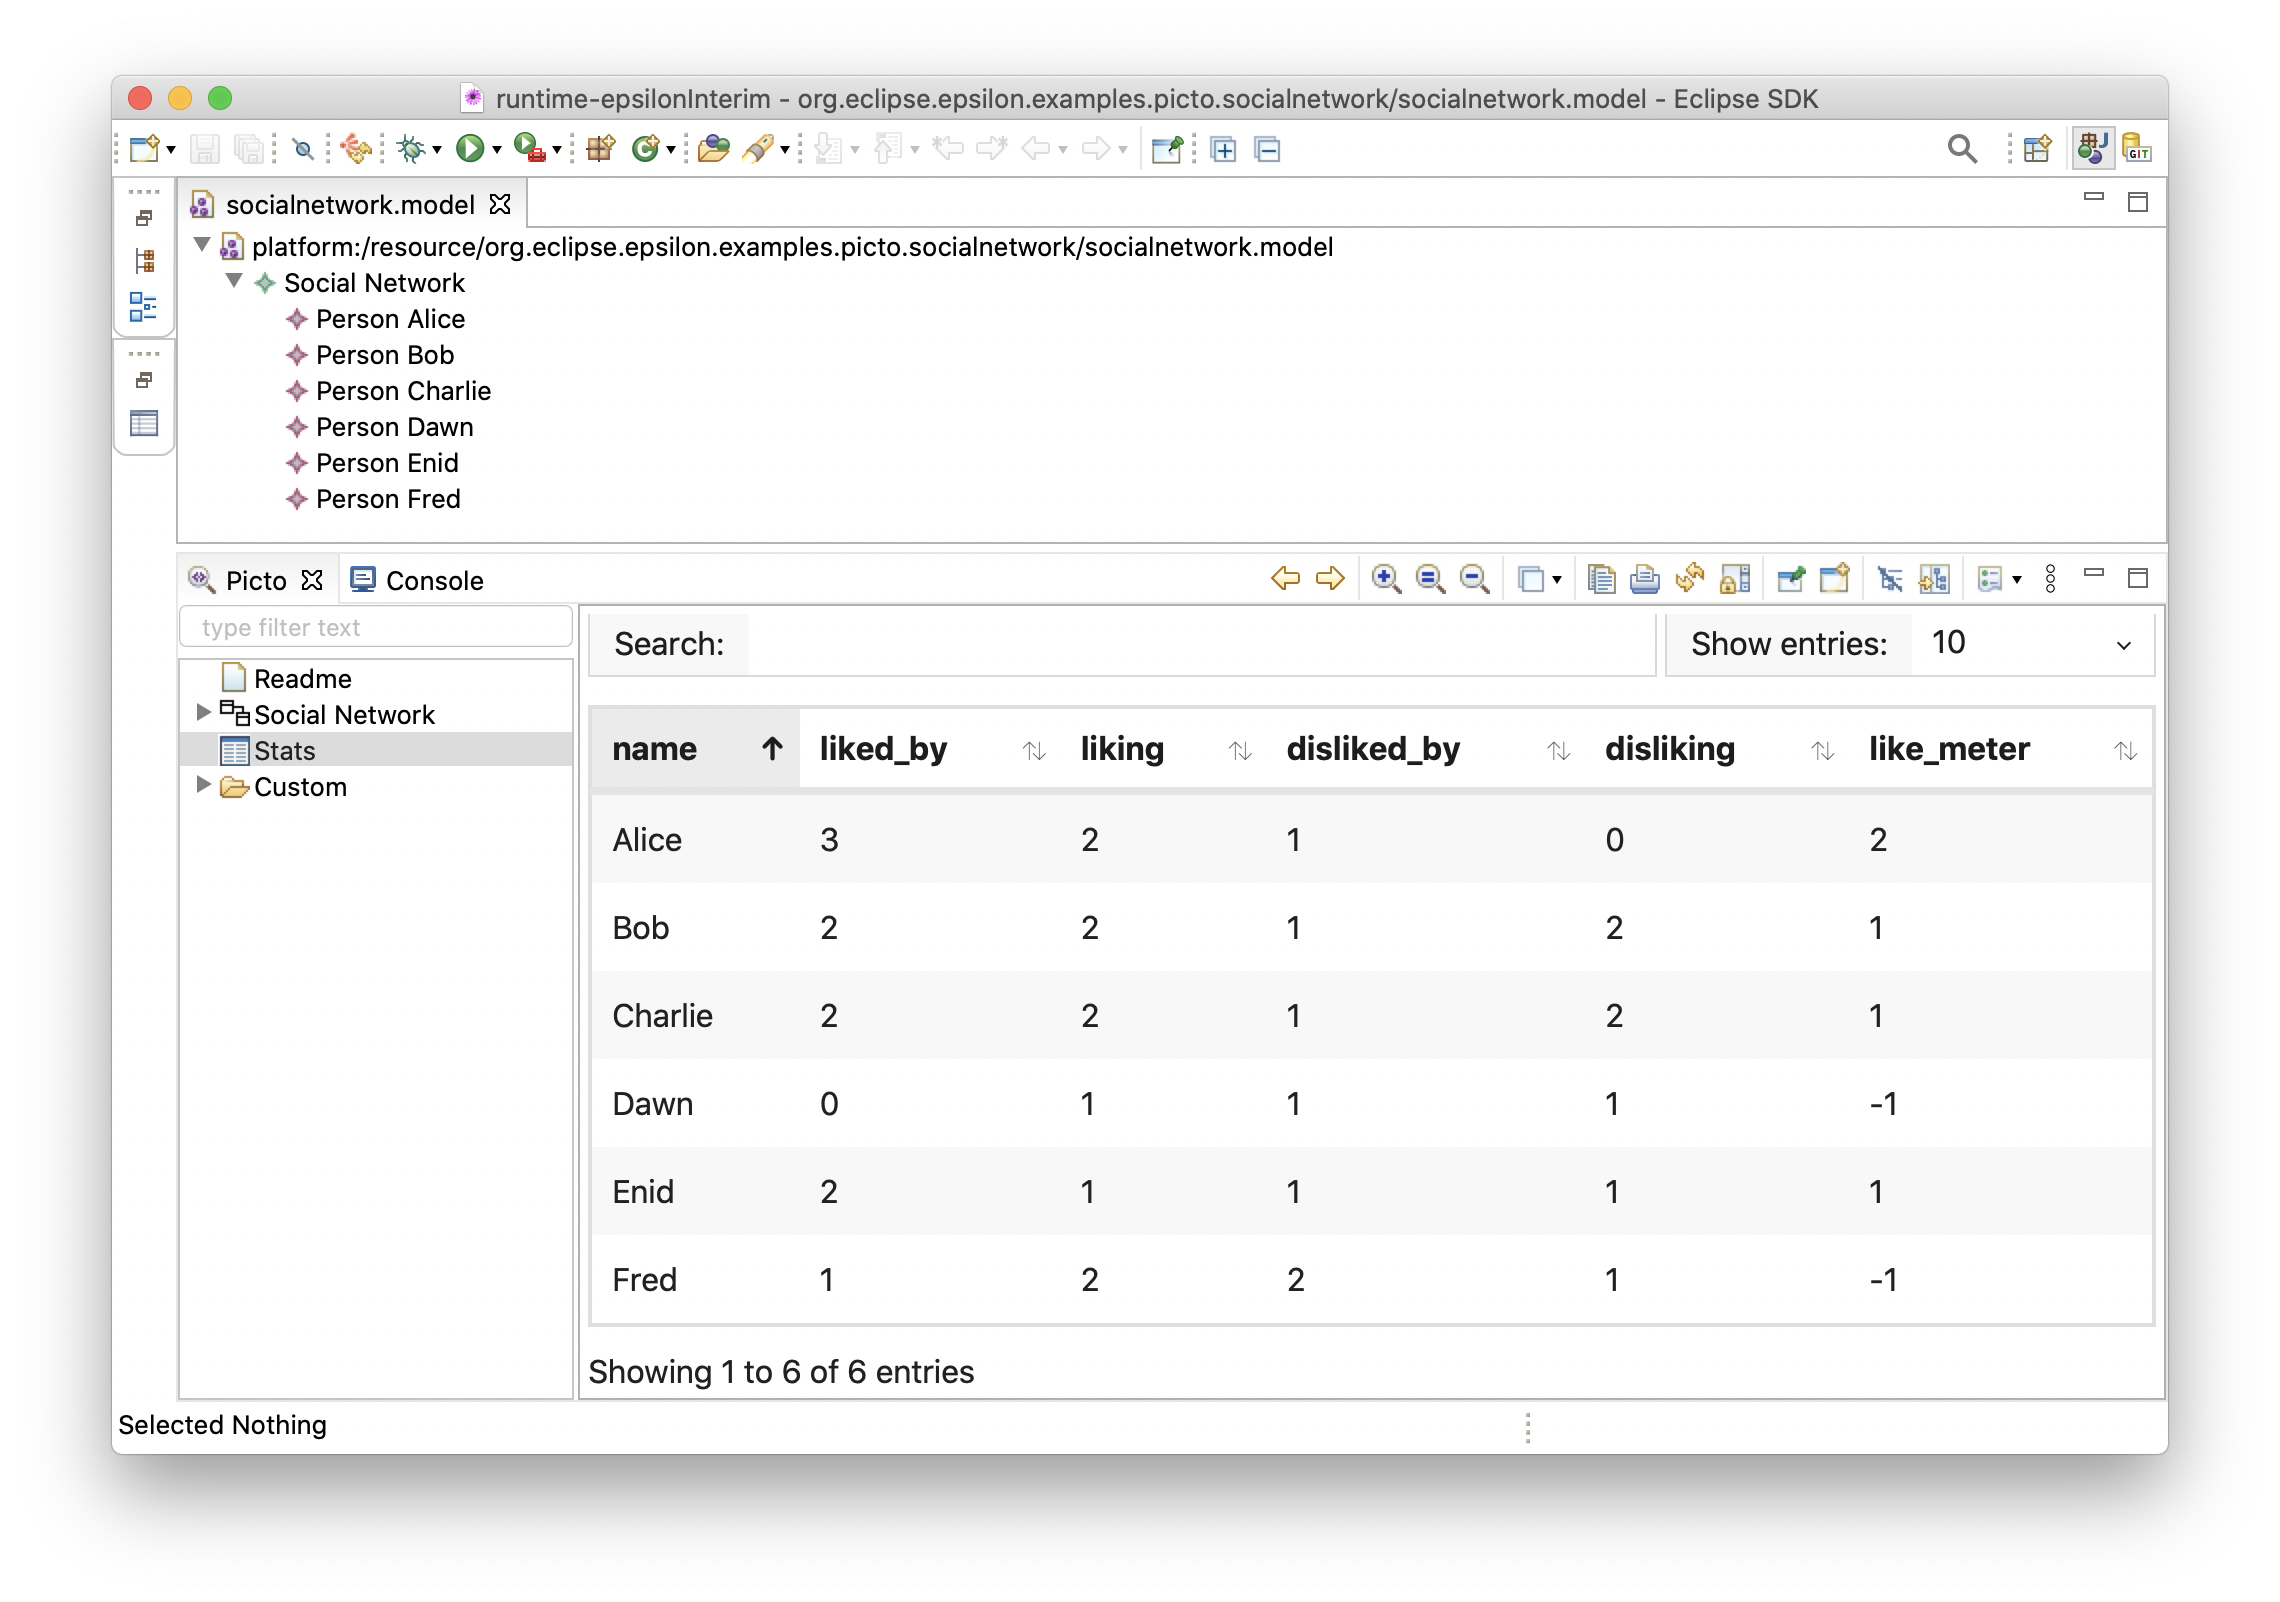 runtime-epsilonInterim - org.eclipse.epsilon.examples.picto.socialnetwork/socialnetwork.model - Eclipse SDK
GIT
socialnetwork.model
platform:/resource/org.eclipse.epsilon.examples.picto.socialnetwork/socialnetwork.model
Social Network
Person Alice
Person Bob
Person Charlie
Person Dawn
Person Enid
Person Fred
Picto Console
type filter text
Readme
Social Network
Stats
Custom
Search: Show entries: 10
name liked_by liking disliked_by disliking like_meter
Alice 3 2 1 0 2
Bob 2 2 1 2 1
Charlie 2 2 1 2 1
Dawn 0 1 1 1 -1
Enid 2 1 1 1 1
Fred 1 2 2 1 -1
Showing 1 to 6 of 6 entries
Selected Nothing